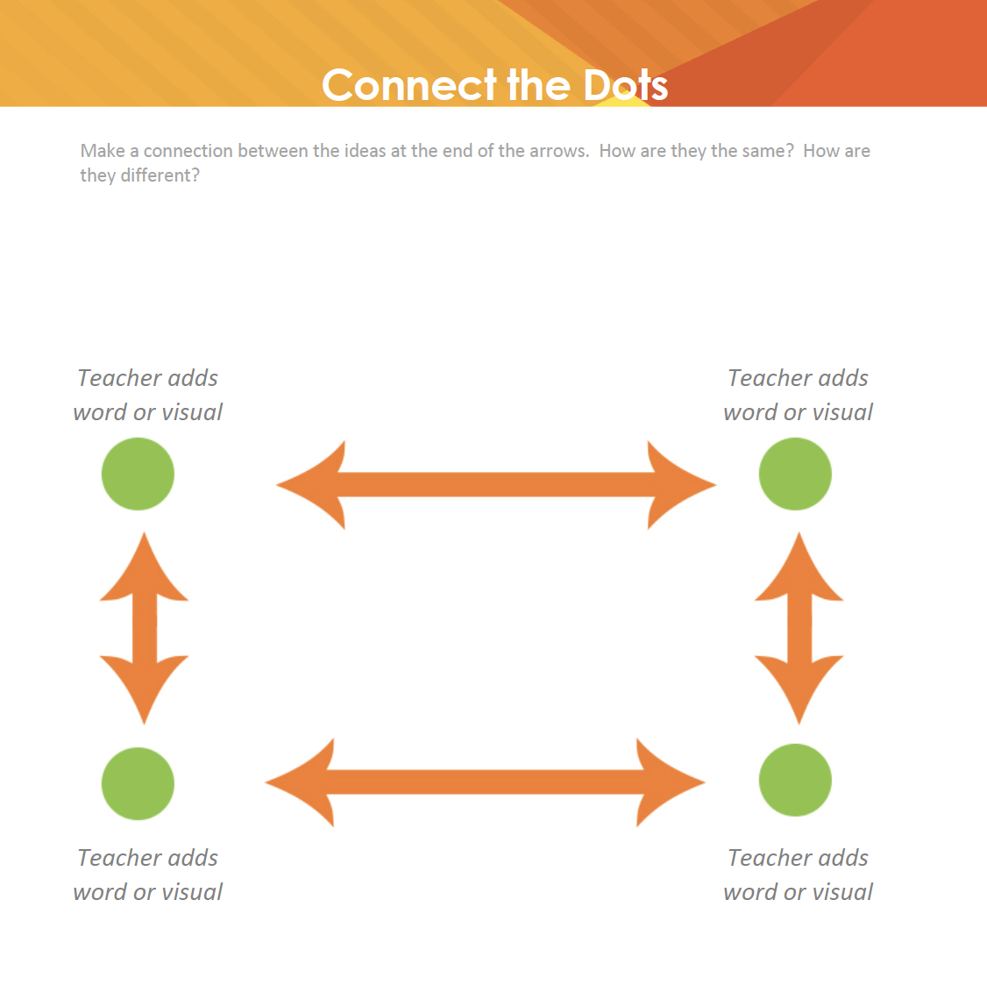 Connect the Dots
Make a connection between the ideas at the end of the arrows.  How are they the same?  How are
they different?
Teacher adds
word or visual
Teacher adds
word or visual
Teacher adds
word or visual
Teacher adds
word or visual